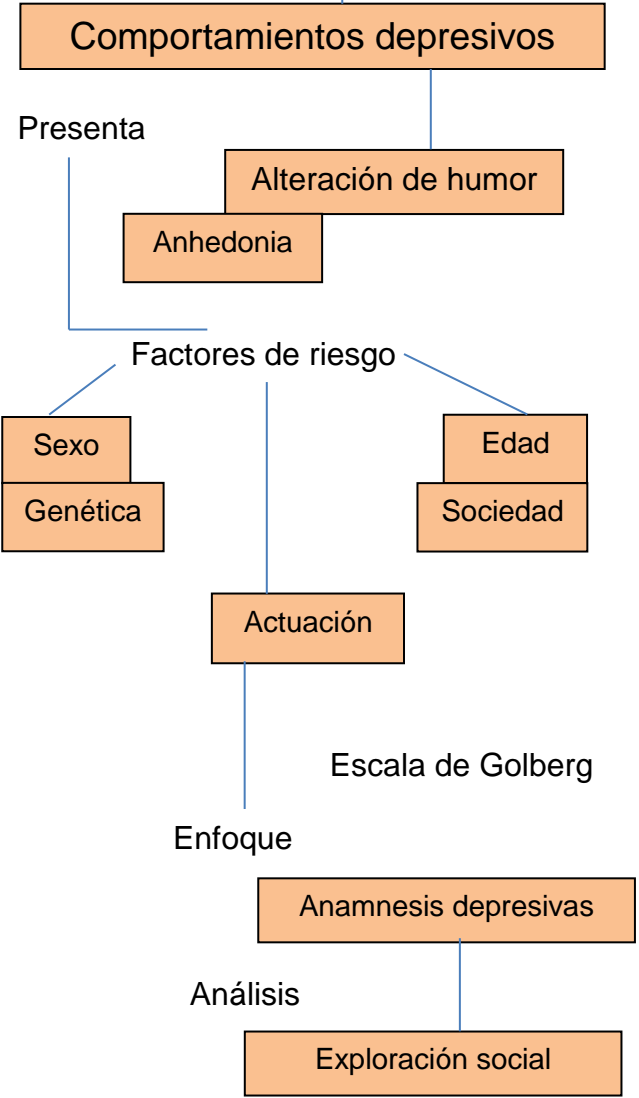 Comportamientos depresivos
Presenta
Alteración de humor
Anhedonia
Factores de riesgo
Sexo
Edad
Genética
Sociedad
Actuación
Escala de Golberg
Enfoque
Anamnesis depresivas
Análisis
Exploración social